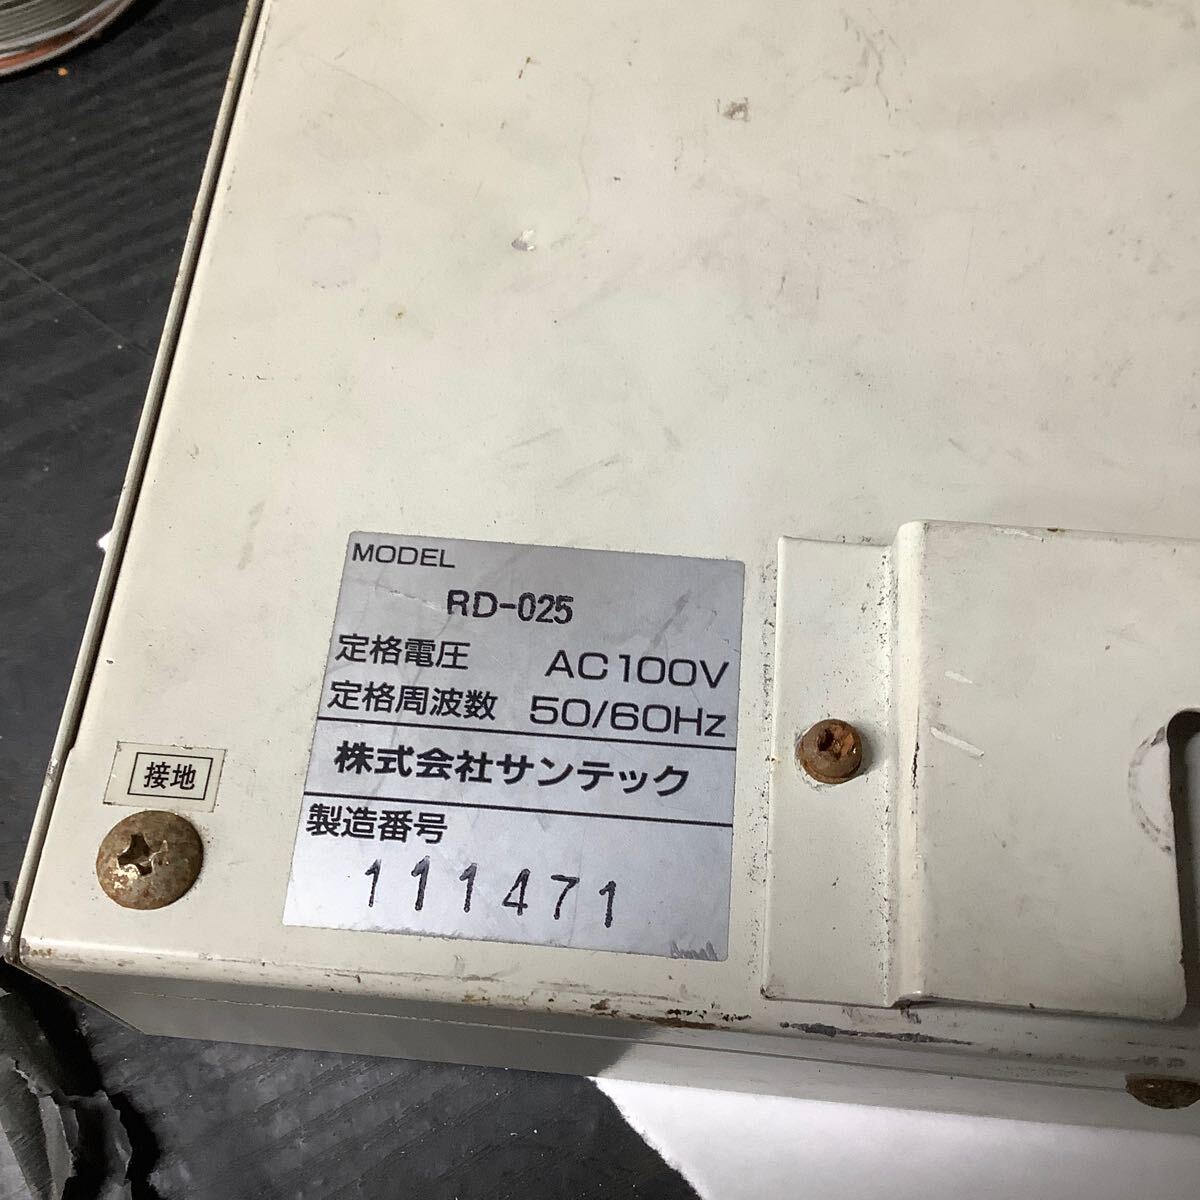 MODEL
RD-025
定格電圧 AC100V
定格周波数 50/60Hz
株式会社サンテック
製造番号
111471
接地